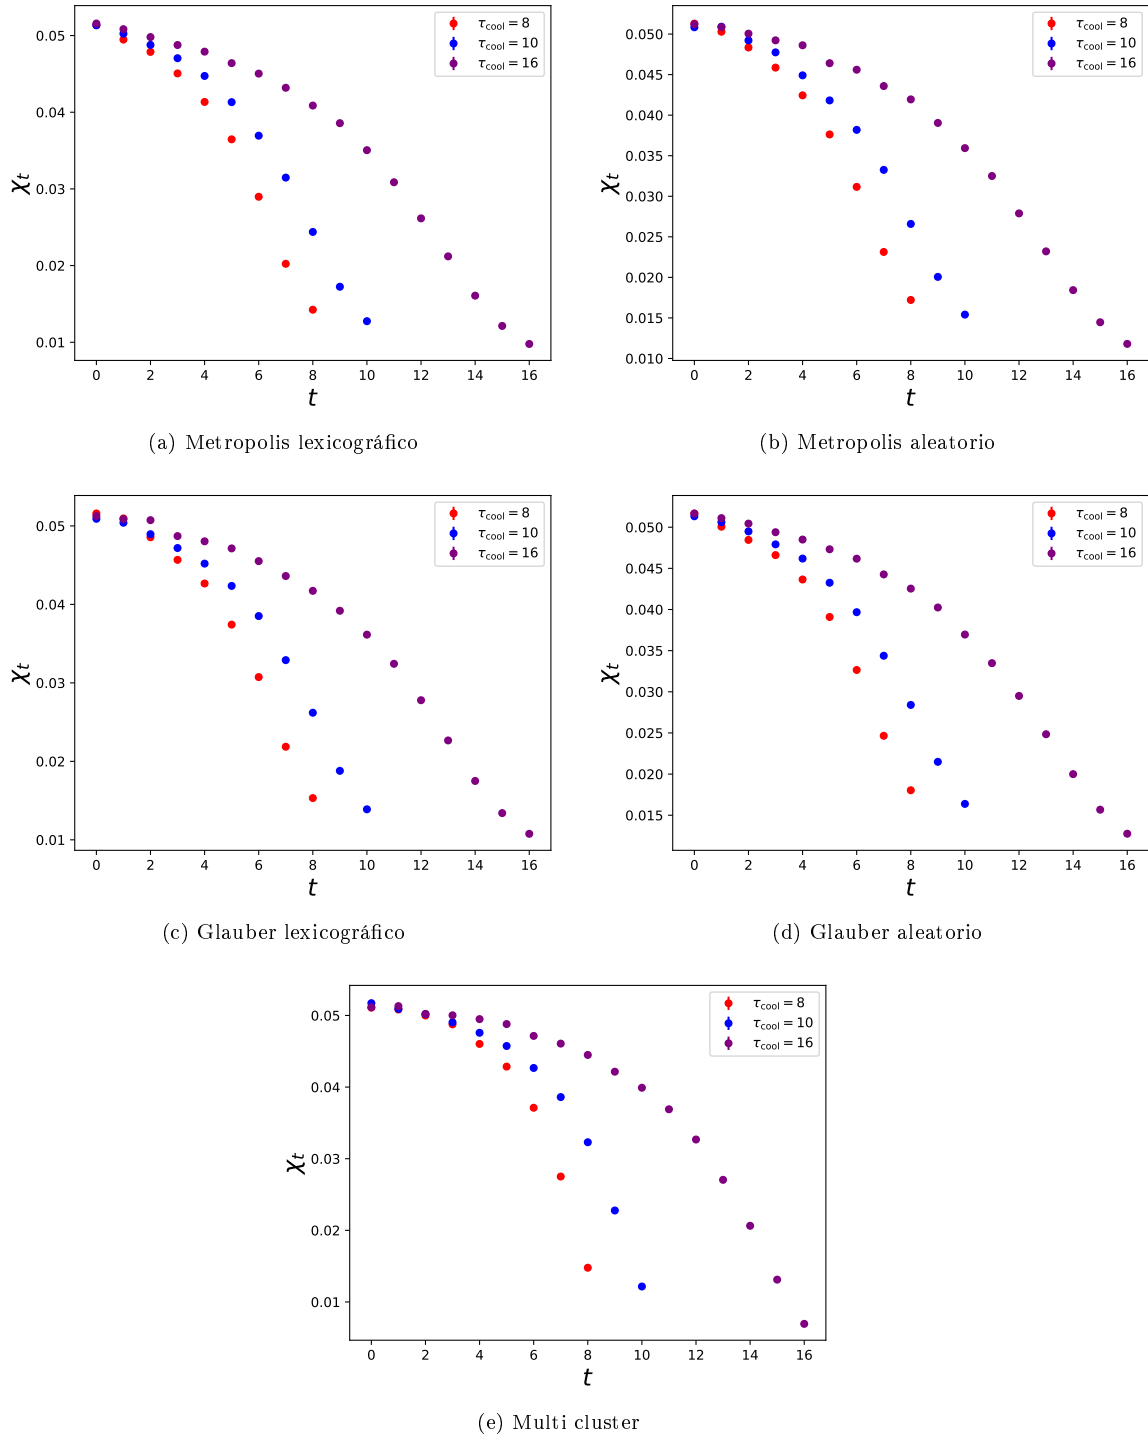 0.05
0.04
0.03
0.02
0.01
χt
0 2 4 6 8 10 12 14 16
t
τcool = 8
τcool = 10
τcool = 16
(a) Metropolis lexicográfico
0.050
0.045
0.040
0.035
0.030
0.025
0.020
0.015
0.010
χt
0 2 4 6 8 10 12 14 16
t
τcool = 8
τcool = 10
τcool = 16
(b) Metropolis aleatorio
0.05
0.04
0.03
0.02
0.01
χt
0 2 4 6 8 10 12 14 16
t
τcool = 8
τcool = 10
τcool = 16
(c) Glauber lexicográfico
0.050
0.045
0.040
0.035
0.030
0.025
0.020
0.015
χt
0 2 4 6 8 10 12 14 16
t
τcool = 8
τcool = 10
τcool = 16
(d) Glauber aleatorio
0.05
0.04
0.03
0.02
0.01
χt
0 2 4 6 8 10 12 14 16
t
τcool = 8
τcool = 10
τcool = 16
(e) Multi cluster